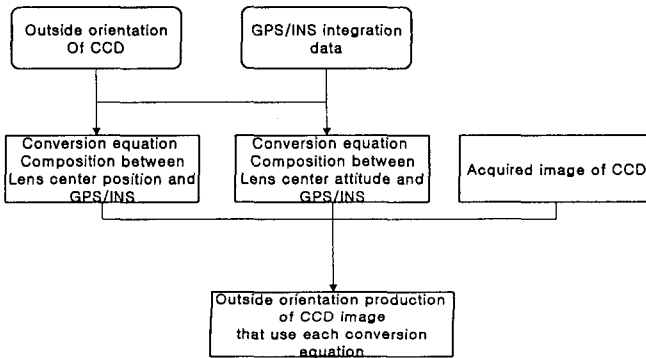 Outside orientation
Of CCD
GPS/INS integration
data
Conversion equation
Composition between
Lens center position and
GPS/INS
Conversion equation
Composition between
Lens center attitude and
GPS/INS
Acquired image of CCD
Outside orientation production
of CCD image
that use each conversion
equation